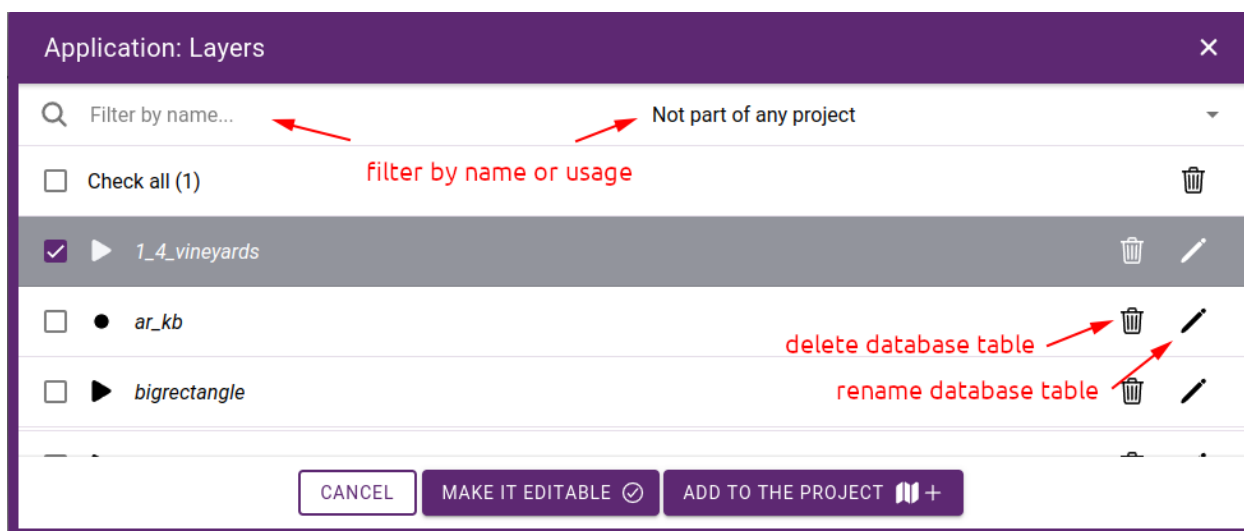 Application: Layers
Filter by name...
Not part of any project
filter by name or usage
Check all (1)
1_4_vineyards
ar_kb
delete database table
bigrectangle
rename database table
CANCEL
MAKE IT EDITABLE
ADD TO THE PROJECT